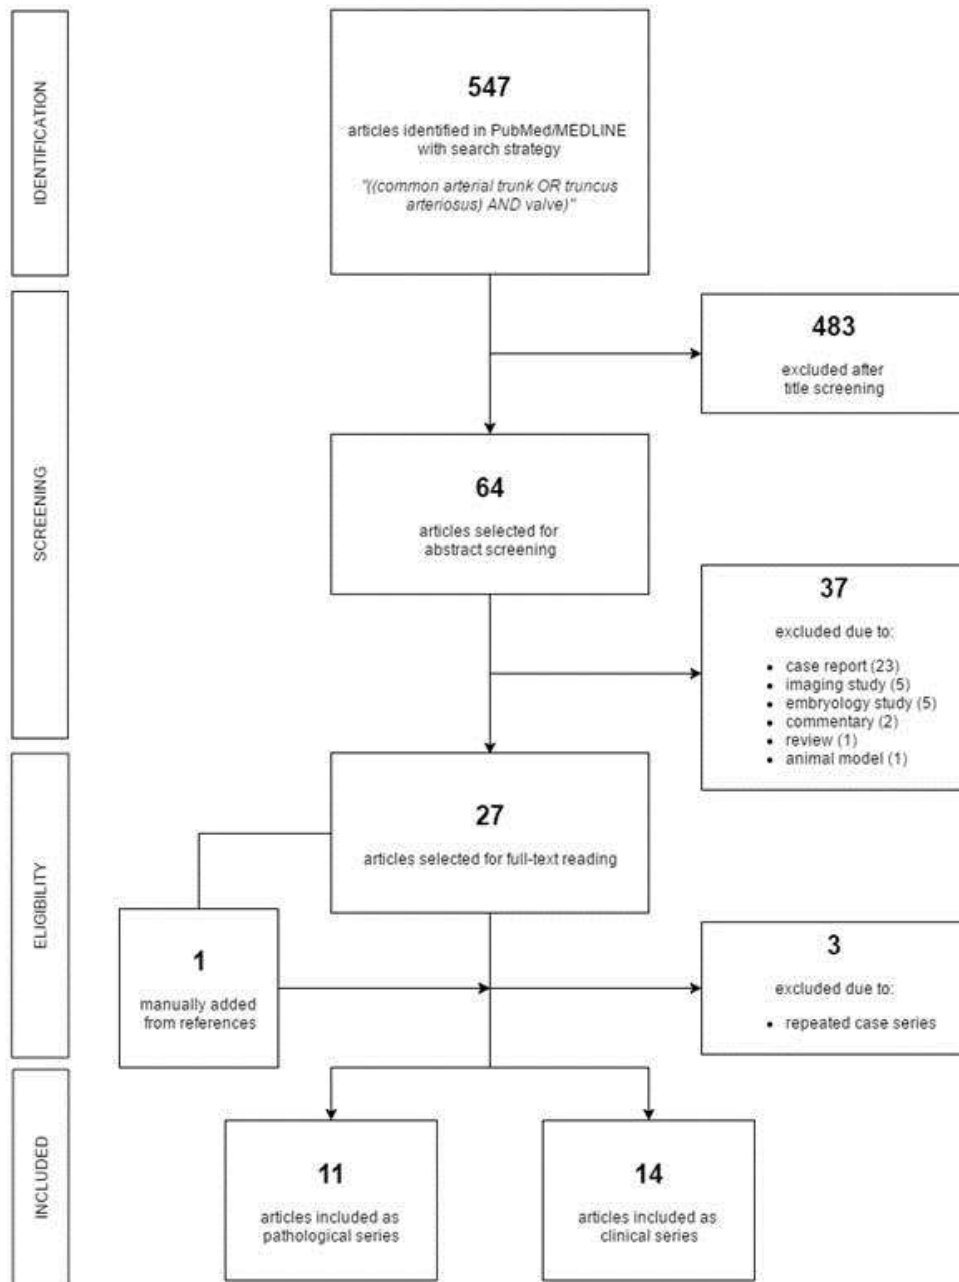 IDENTIFICATION
547
articles identified in PubMed/MEDLINE
with search strategy
"((common arterial trunk OR truncus
arteriosus) AND valve)"
SCREENING
483
excluded after
title screening
64
articles selected for
abstract screening
37
excluded due to:
• case report (23)
• imaging study (5)
• embryology study (5)
• commentary (2)
• review (1)
• animal model (1)
ELIGIBILITY
27
articles selected for full-text reading
1
manually added
from references
3
excluded due to:
• repeated case series
INCLUDED
11
articles included as
pathological series
14
articles included as
clinical series